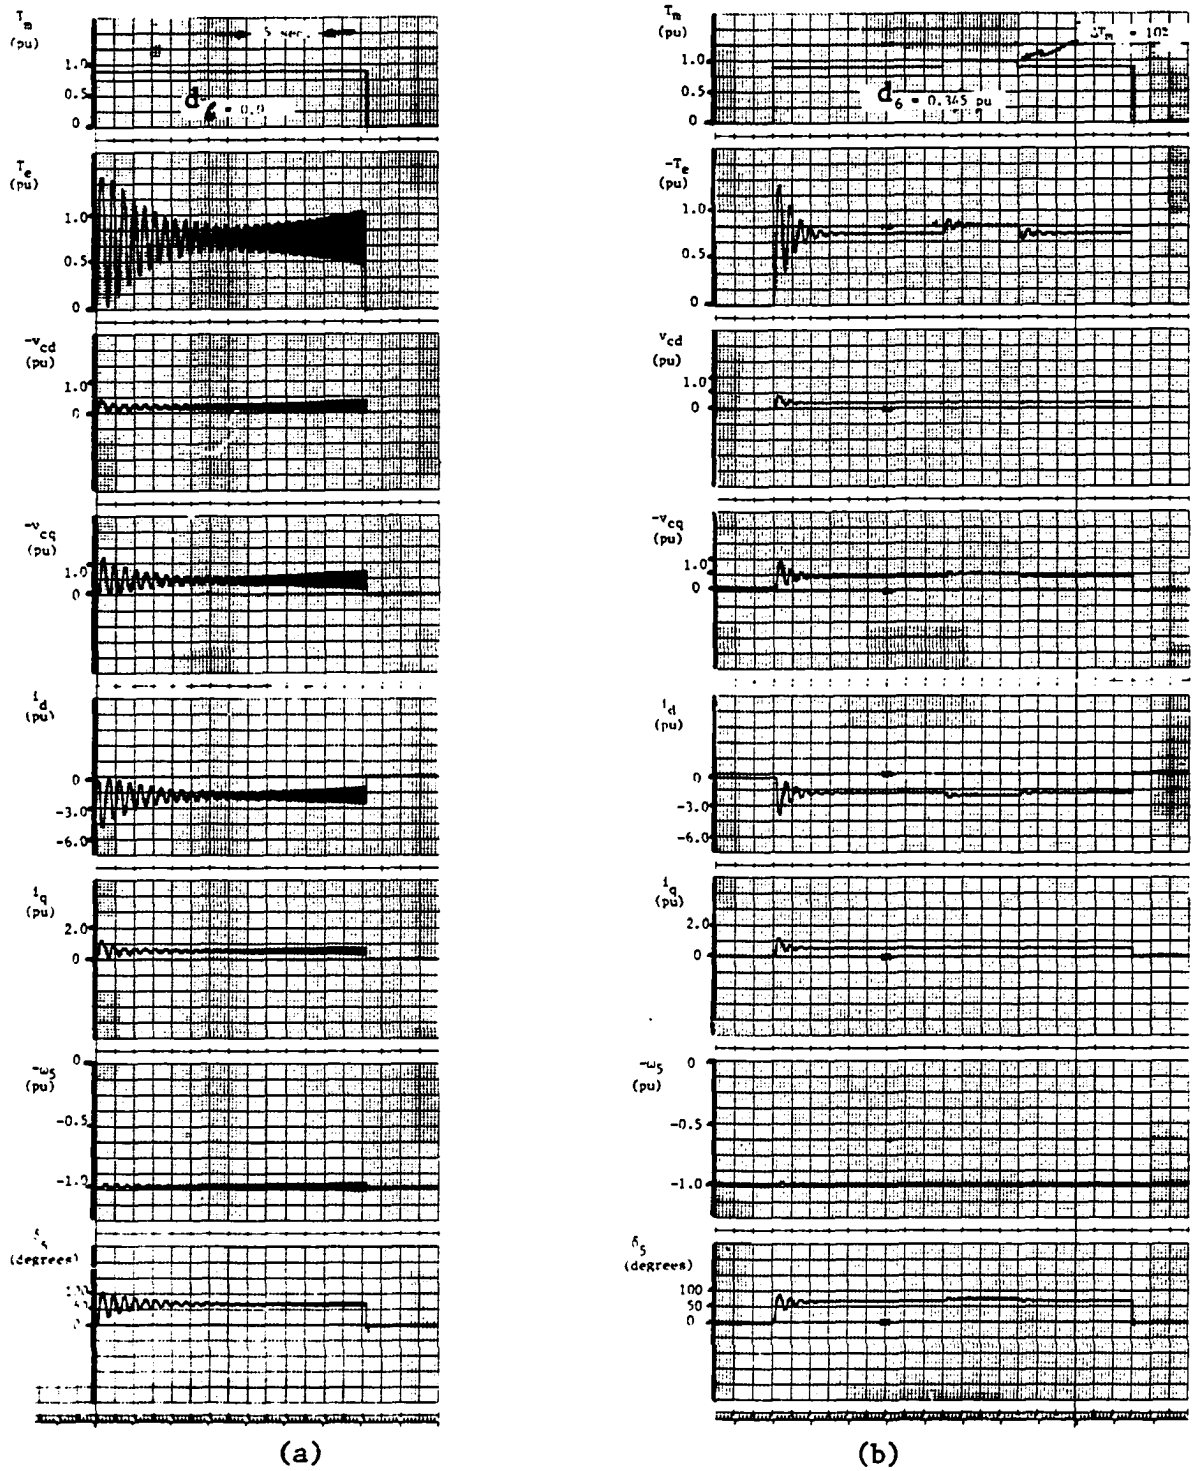 T_m
(pu)
1.0
0.5
0
5 sec.
d_6 = 0.0
T_e
(pu)
1.0
0.5
0
-v_cd
(pu)
1.0
0
-v_cq
(pu)
1.0
0
i_d
(pu)
0
-3.0
-6.0
i_q
(pu)
2.0
0
-ω_5
(pu)
0
-0.5
-1.0
δ_5
(degrees)
0
(a)
T_m
(pu)
1.0
0.5
0
ΔT_m = 10%
d_6 = 0.345 pu
-T_e
(pu)
1.0
0.5
0
v_cd
(pu)
1.0
0
-v_cq
(pu)
1.0
0
i_d
(pu)
0
-3.0
-6.0
i_q
(pu)
2.0
0
-ω_5
(pu)
0
-0.5
-1.0
δ_5
(degrees)
100
50
0
(b)